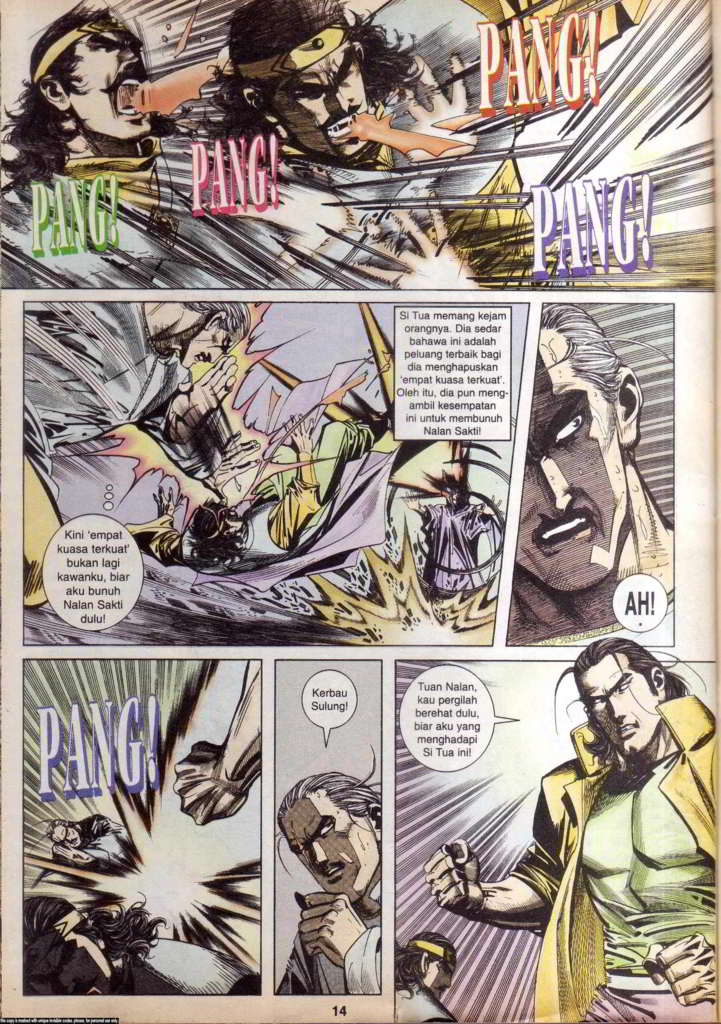 PANG!
PANG!
PANG!
PANG!
Si Tua memang kejam
orangnya. Dia sedar
bahawa ini adalah
peluang terbaik bagi
dia menghapuskan
'empat kuasa terkuat'.
Oleh itu, dia pun meng-
ambil kesempatan
ini untuk membunuh
Nalan Sakti!
Kini 'empat
kuasa terkuat'
bukan lagi
kawanku, biar
aku bunuh
Nalan Sakti
dulu!
AH!
PANG!
Kerbau
Sulung!
Tuan Nalan,
kau pergilah
berehat dulu,
biar aku yang
menghadapi
Si Tua ini!
14